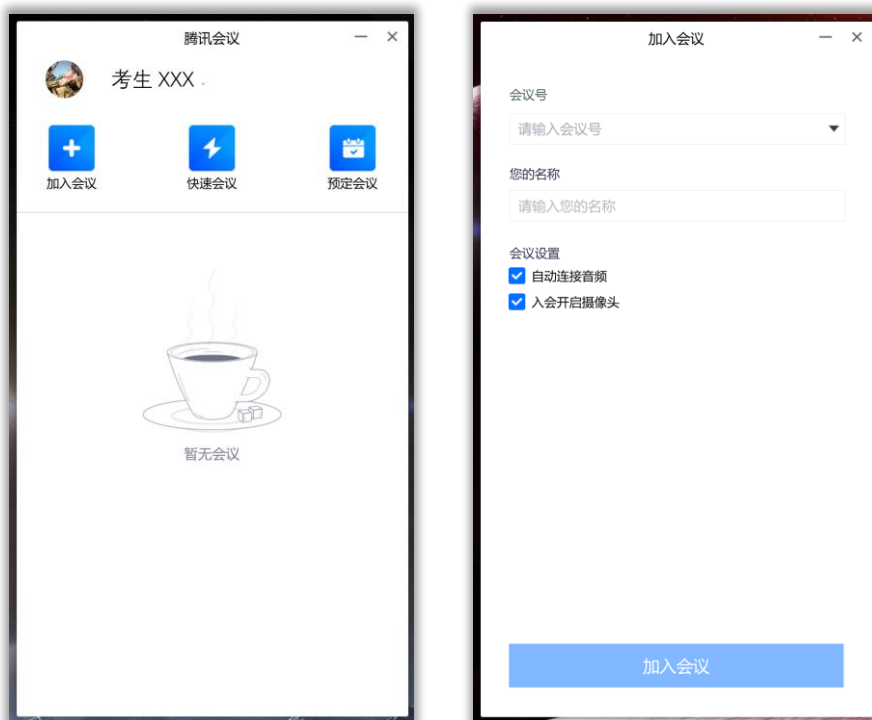 腾讯会议
考生 XXX
加入会议
快速会议
预定会议
暂无会议
加入会议
会议号
请输入会议号
您的名称
请输入您的名称
会议设置
自动连接音频
入会开启摄像头
加入会议